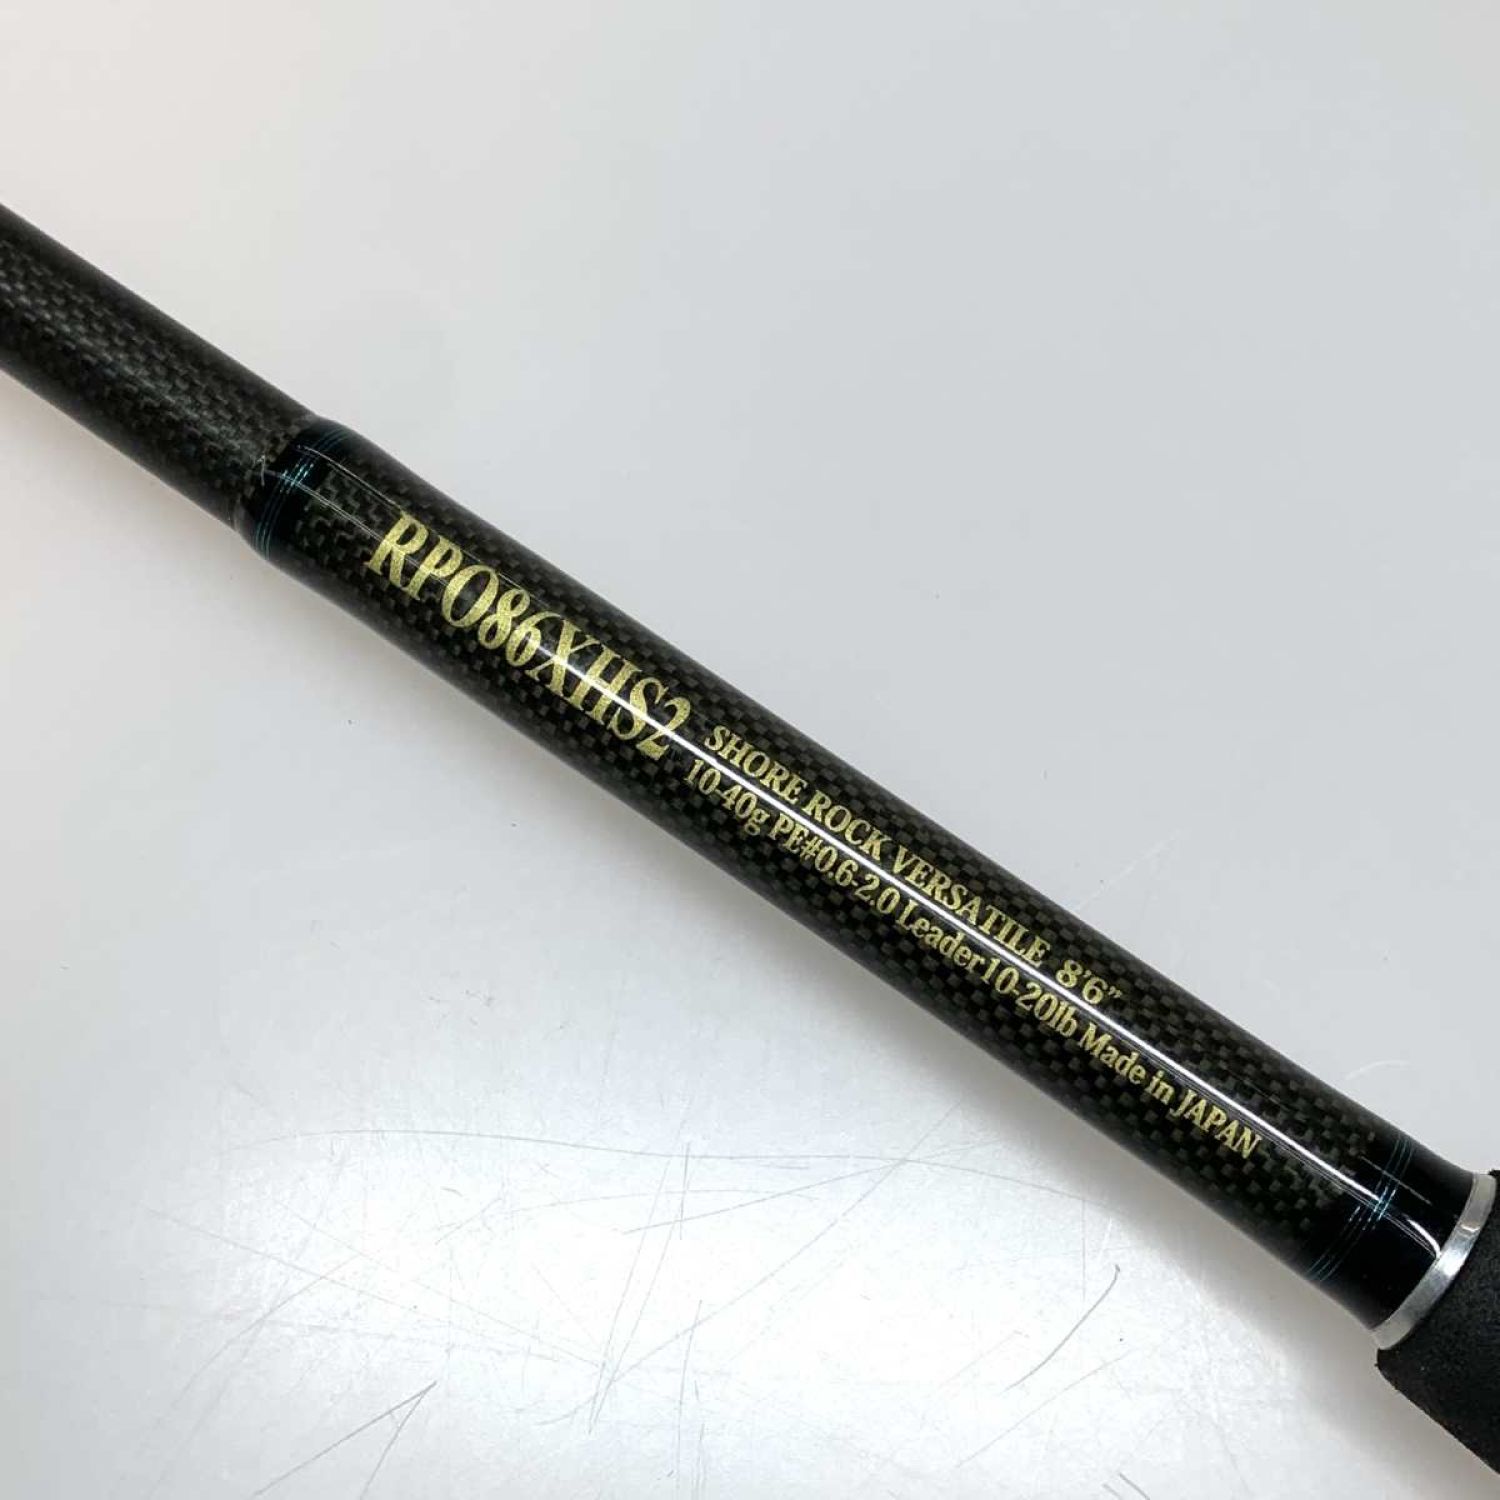 RPO86XHS2
SHORE ROCK VERSATILE 8'6"
10-40g PE#0.6-2.0 Leader10-20lb Made in JAPAN